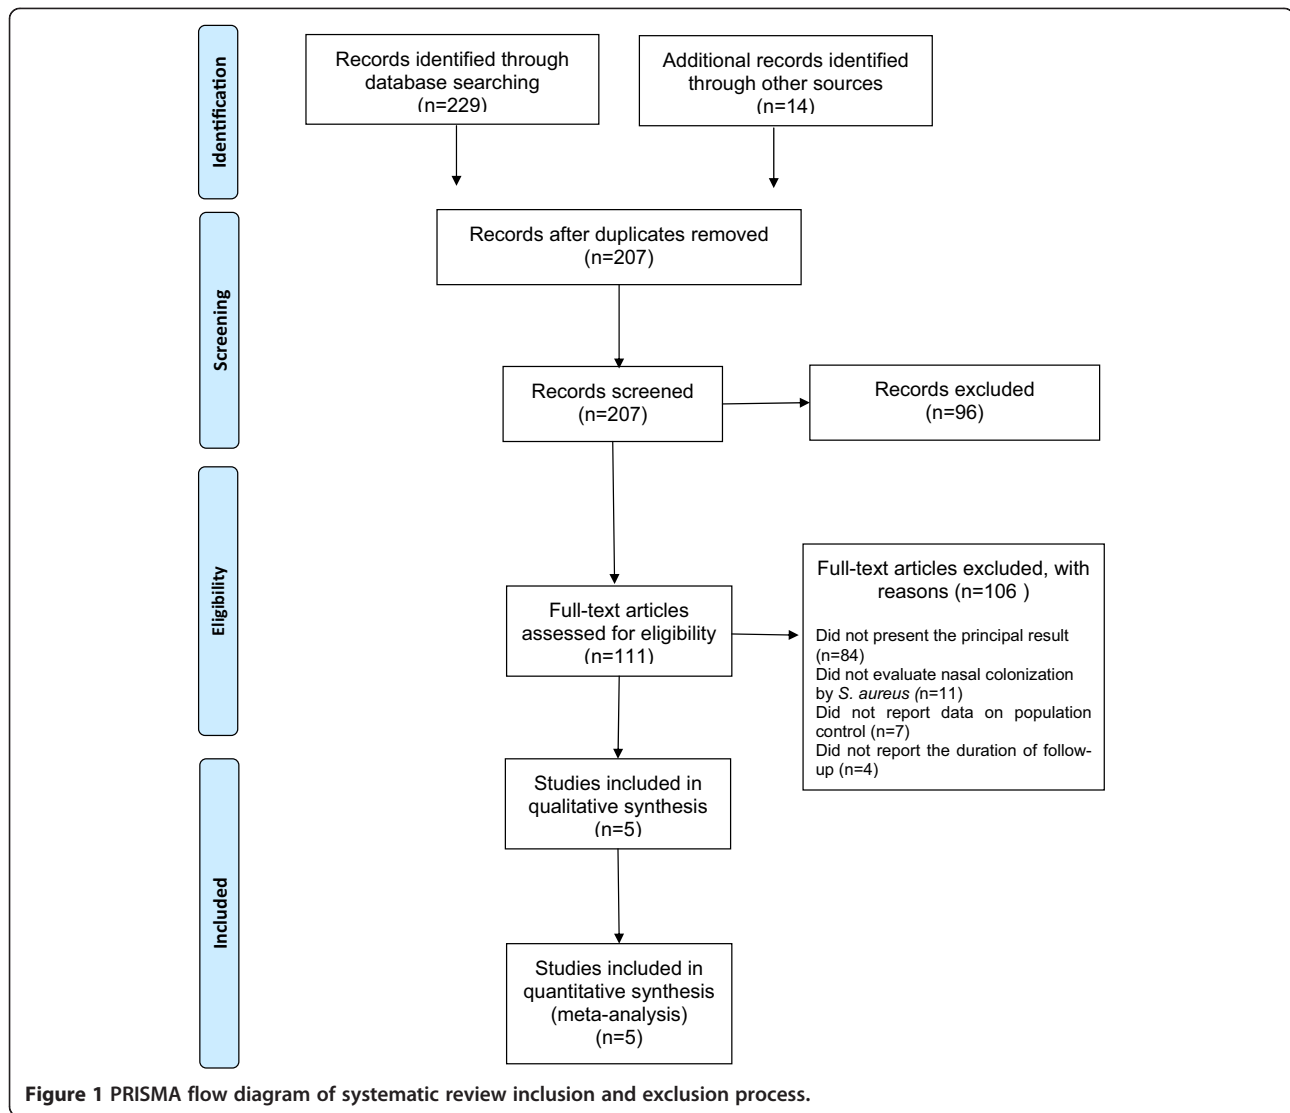 Identification
Records identified through
database searching
(n=229)
Additional records identified
through other sources
(n=14)
Screening
Records after duplicates removed
(n=207)
Records screened
(n=207)
Records excluded
(n=96)
Eligibility
Full-text articles
assessed for eligibility
(n=111)
Full-text articles excluded, with
reasons (n=106 )
Did not present the principal result
(n=84)
Did not evaluate nasal colonization
by S. aureus (n=11)
Did not report data on population
control (n=7)
Did not report the duration of follow-
up (n=4)
Included
Studies included in
qualitative synthesis
(n=5)
Studies included in
quantitative synthesis
(meta-analysis)
(n=5)
Figure 1 PRISMA flow diagram of systematic review inclusion and exclusion process.